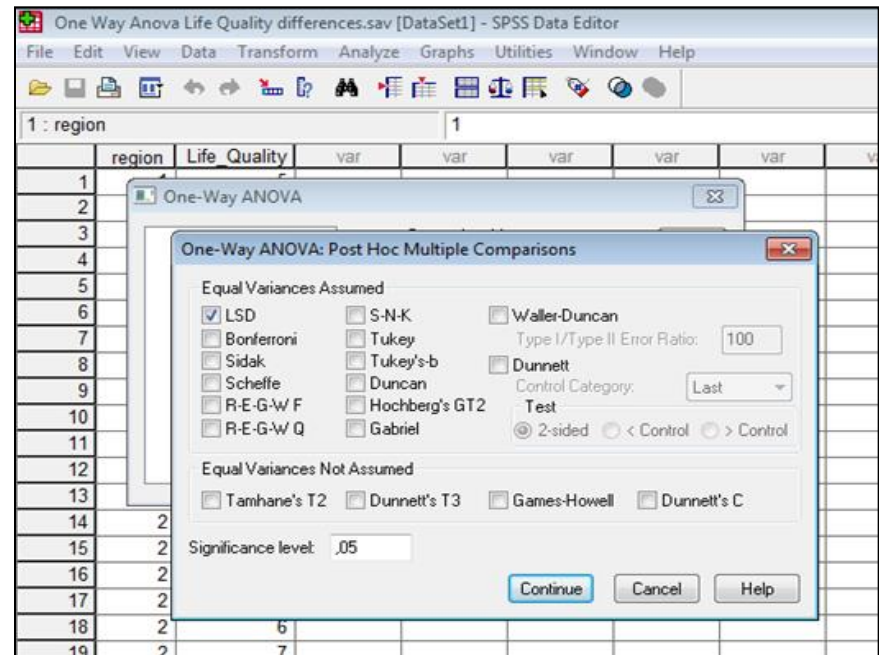 One Way Anova Life Quality differences.sav [DataSet1] - SPSS Data Editor
File Edit View Data Transform Analyze Graphs Utilities Window Help
1 : region 1
region Life_Quality var var var var var
1
2 One-Way ANOVA
3
4 One-Way ANOVA: Post Hoc Multiple Comparisons
5 Equal Variances Assumed
6 LSD S-N-K Waller-Duncan
7 Bonferroni Tukey Type I/Type II Error Ratio: 100
8 Sidak Tukey's-b Dunnett
9 Scheffe Duncan Control Category: Last
10 R-E-G-W F Hochberg's GT2 Test
11 R-E-G-W Q Gabriel 2-sided < Control > Control
12 Equal Variances Not Assumed
13 Tamhane's T2 Dunnett's T3 Games-Howell Dunnett's C
14 2
15 2 Significance level: ,05
16 2
17 2 Continue Cancel Help
18 2 6
19 2 7